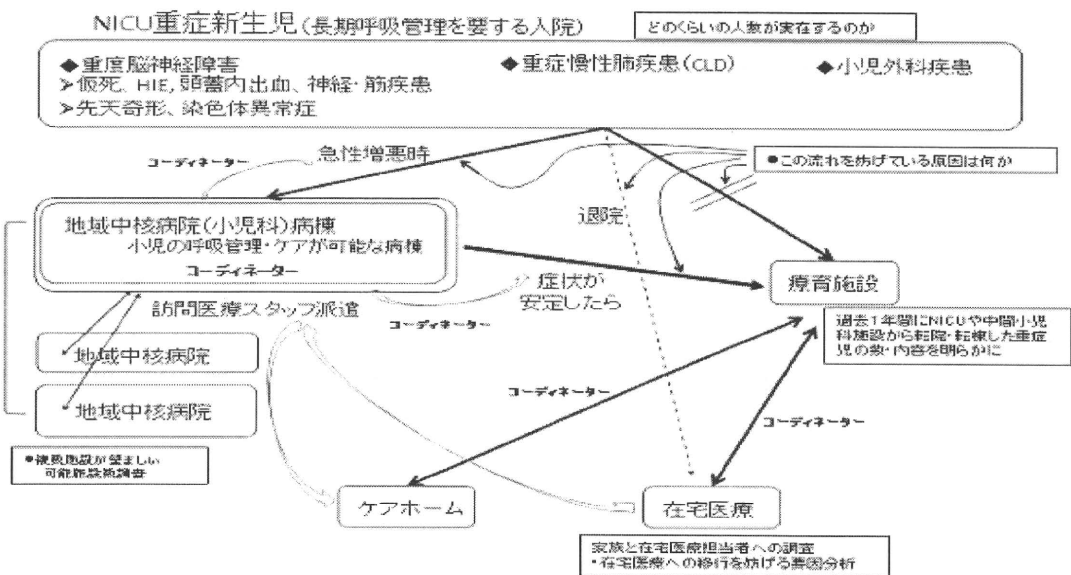 NICU重症新生児(長期呼吸管理を要する入院)
どのくらいの人数が実在するのか
◆重度脳神経障害
◆重症慢性肺疾患(CLD)
◆小児外科疾患
➢仮死、HIE, 頭蓋内出血、神経・筋疾患
➢先天奇形、染色体異常症
コーディネーター
急性増悪時
●この流れを妨げている原因は何か
地域中核病院(小児科)病棟
小児の呼吸管理・ケアが可能な病棟
コーディネーター
退院
療育施設
症状が
安定したら
訪問医療スタッフ派遣
コーディネーター
過去1年間にNICUや中間小児
科施設から転院・転棟した重症
児の数・内容を明らかに
地域中核病院
地域中核病院
コーディネーター
コーディネーター
●複数施設が望ましい
可能施設数調査
ケアホーム
在宅医療
家族と在宅医療担当者への調査
・在宅医療への移行を妨げる要因分析